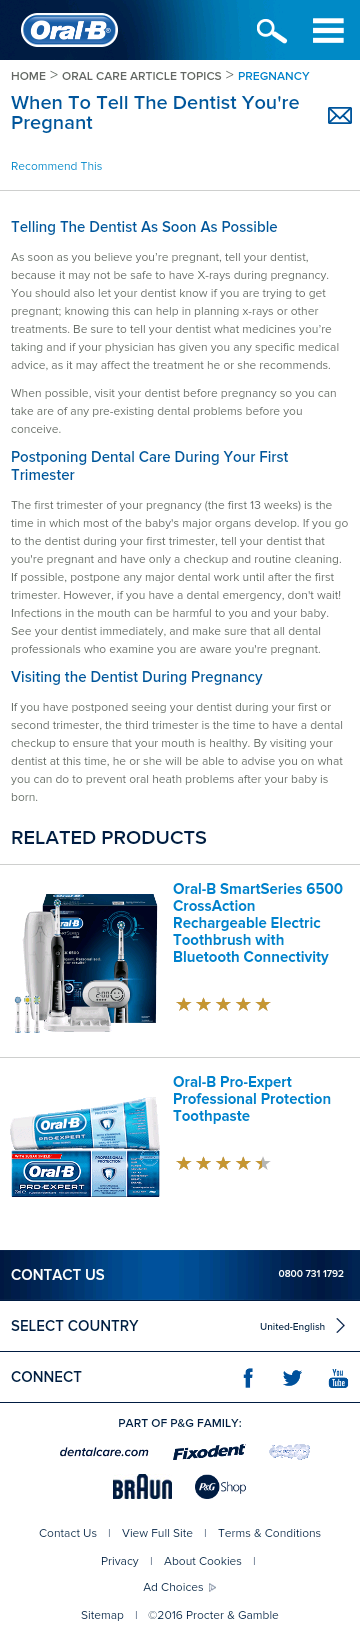 Oral-B
HOME > ORAL CARE ARTICLE TOPICS > PREGNANCY
When To Tell The Dentist You're
Pregnant
Recommend This
Telling The Dentist As Soon As Possible
As soon as you believe you're pregnant, tell your dentist,
because it may not be safe to have X-rays during pregnancy.
You should also let your dentist know if you are trying to get
pregnant; knowing this can help in planning x-rays or other
treatments. Be sure to tell your dentist what medicines you're
taking and if your physician has given you any specific medical
advice, as it may affect the treatment he or she recommends.
When possible, visit your dentist before pregnancy so you can
take are of any pre-existing dental problems before you
conceive.
Postponing Dental Care During Your First
Trimester
The first trimester of your pregnancy (the first 13 weeks) is the
time in which most of the baby's major organs develop. If you go
to the dentist during your first trimester, tell your dentist that
you're pregnant and have only a checkup and routine cleaning.
If possible, postpone any major dental work until after the first
trimester. However, if you have a dental emergency, don't wait!
Infections in the mouth can be harmful to you and your baby.
See your dentist immediately, and make sure that all dental
professionals who examine you are aware you're pregnant.
Visiting the Dentist During Pregnancy
If you have postponed seeing your dentist during your first or
second trimester, the third trimester is the time to have a dental
checkup to ensure that your mouth is healthy. By visiting your
dentist at this time, he or she will be able to advise you on what
you can do to prevent oral heath problems after your baby is
born.
RELATED PRODUCTS
Oral-B SmartSeries 6500
CrossAction
Rechargeable Electric
Toothbrush with
Bluetooth Connectivity
Oral-B
Oral-B Pro-Expert
Professional Protection
Toothpaste
Oral-B
PRO-EXPERT
PROFESSIONAL
PROTECTION
Oral-B
PRO-EXPERT
CONTACT US 0800 731 1792
SELECT COUNTRY United-English
CONNECT You
Tube
PART OF P&G FAMILY:
dentalcare.com Fixodent
BRAUN P&G Shop
Contact Us | View Full Site | Terms & Conditions
Privacy | About Cookies |
Ad Choices
Sitemap | ©2016 Procter & Gamble